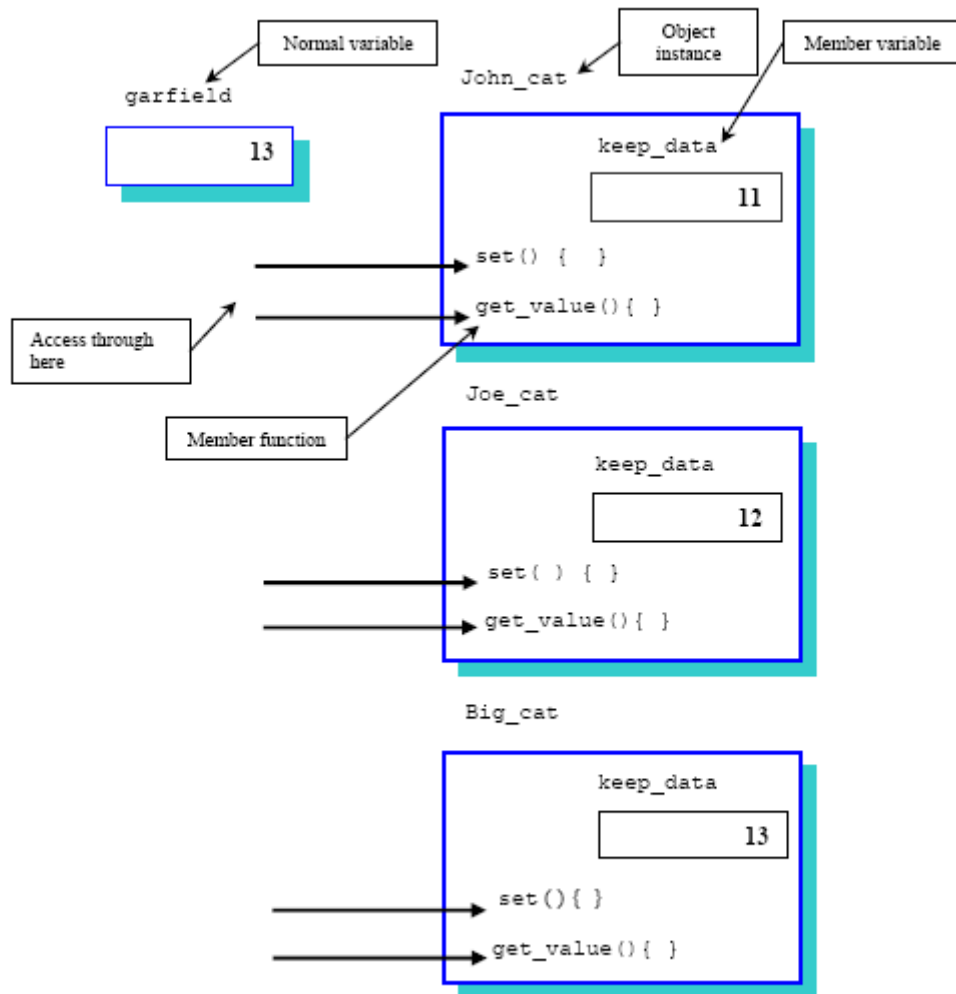 Normal variable
Object
instance
Member variable
John_cat
garfield
13
keep_data
11
set() {  }
get_value(){ }
Access through
here
Member function
Joe_cat
keep_data
12
set( ) { }
get_value(){ }
Big_cat
keep_data
13
set(){ }
get_value(){ }